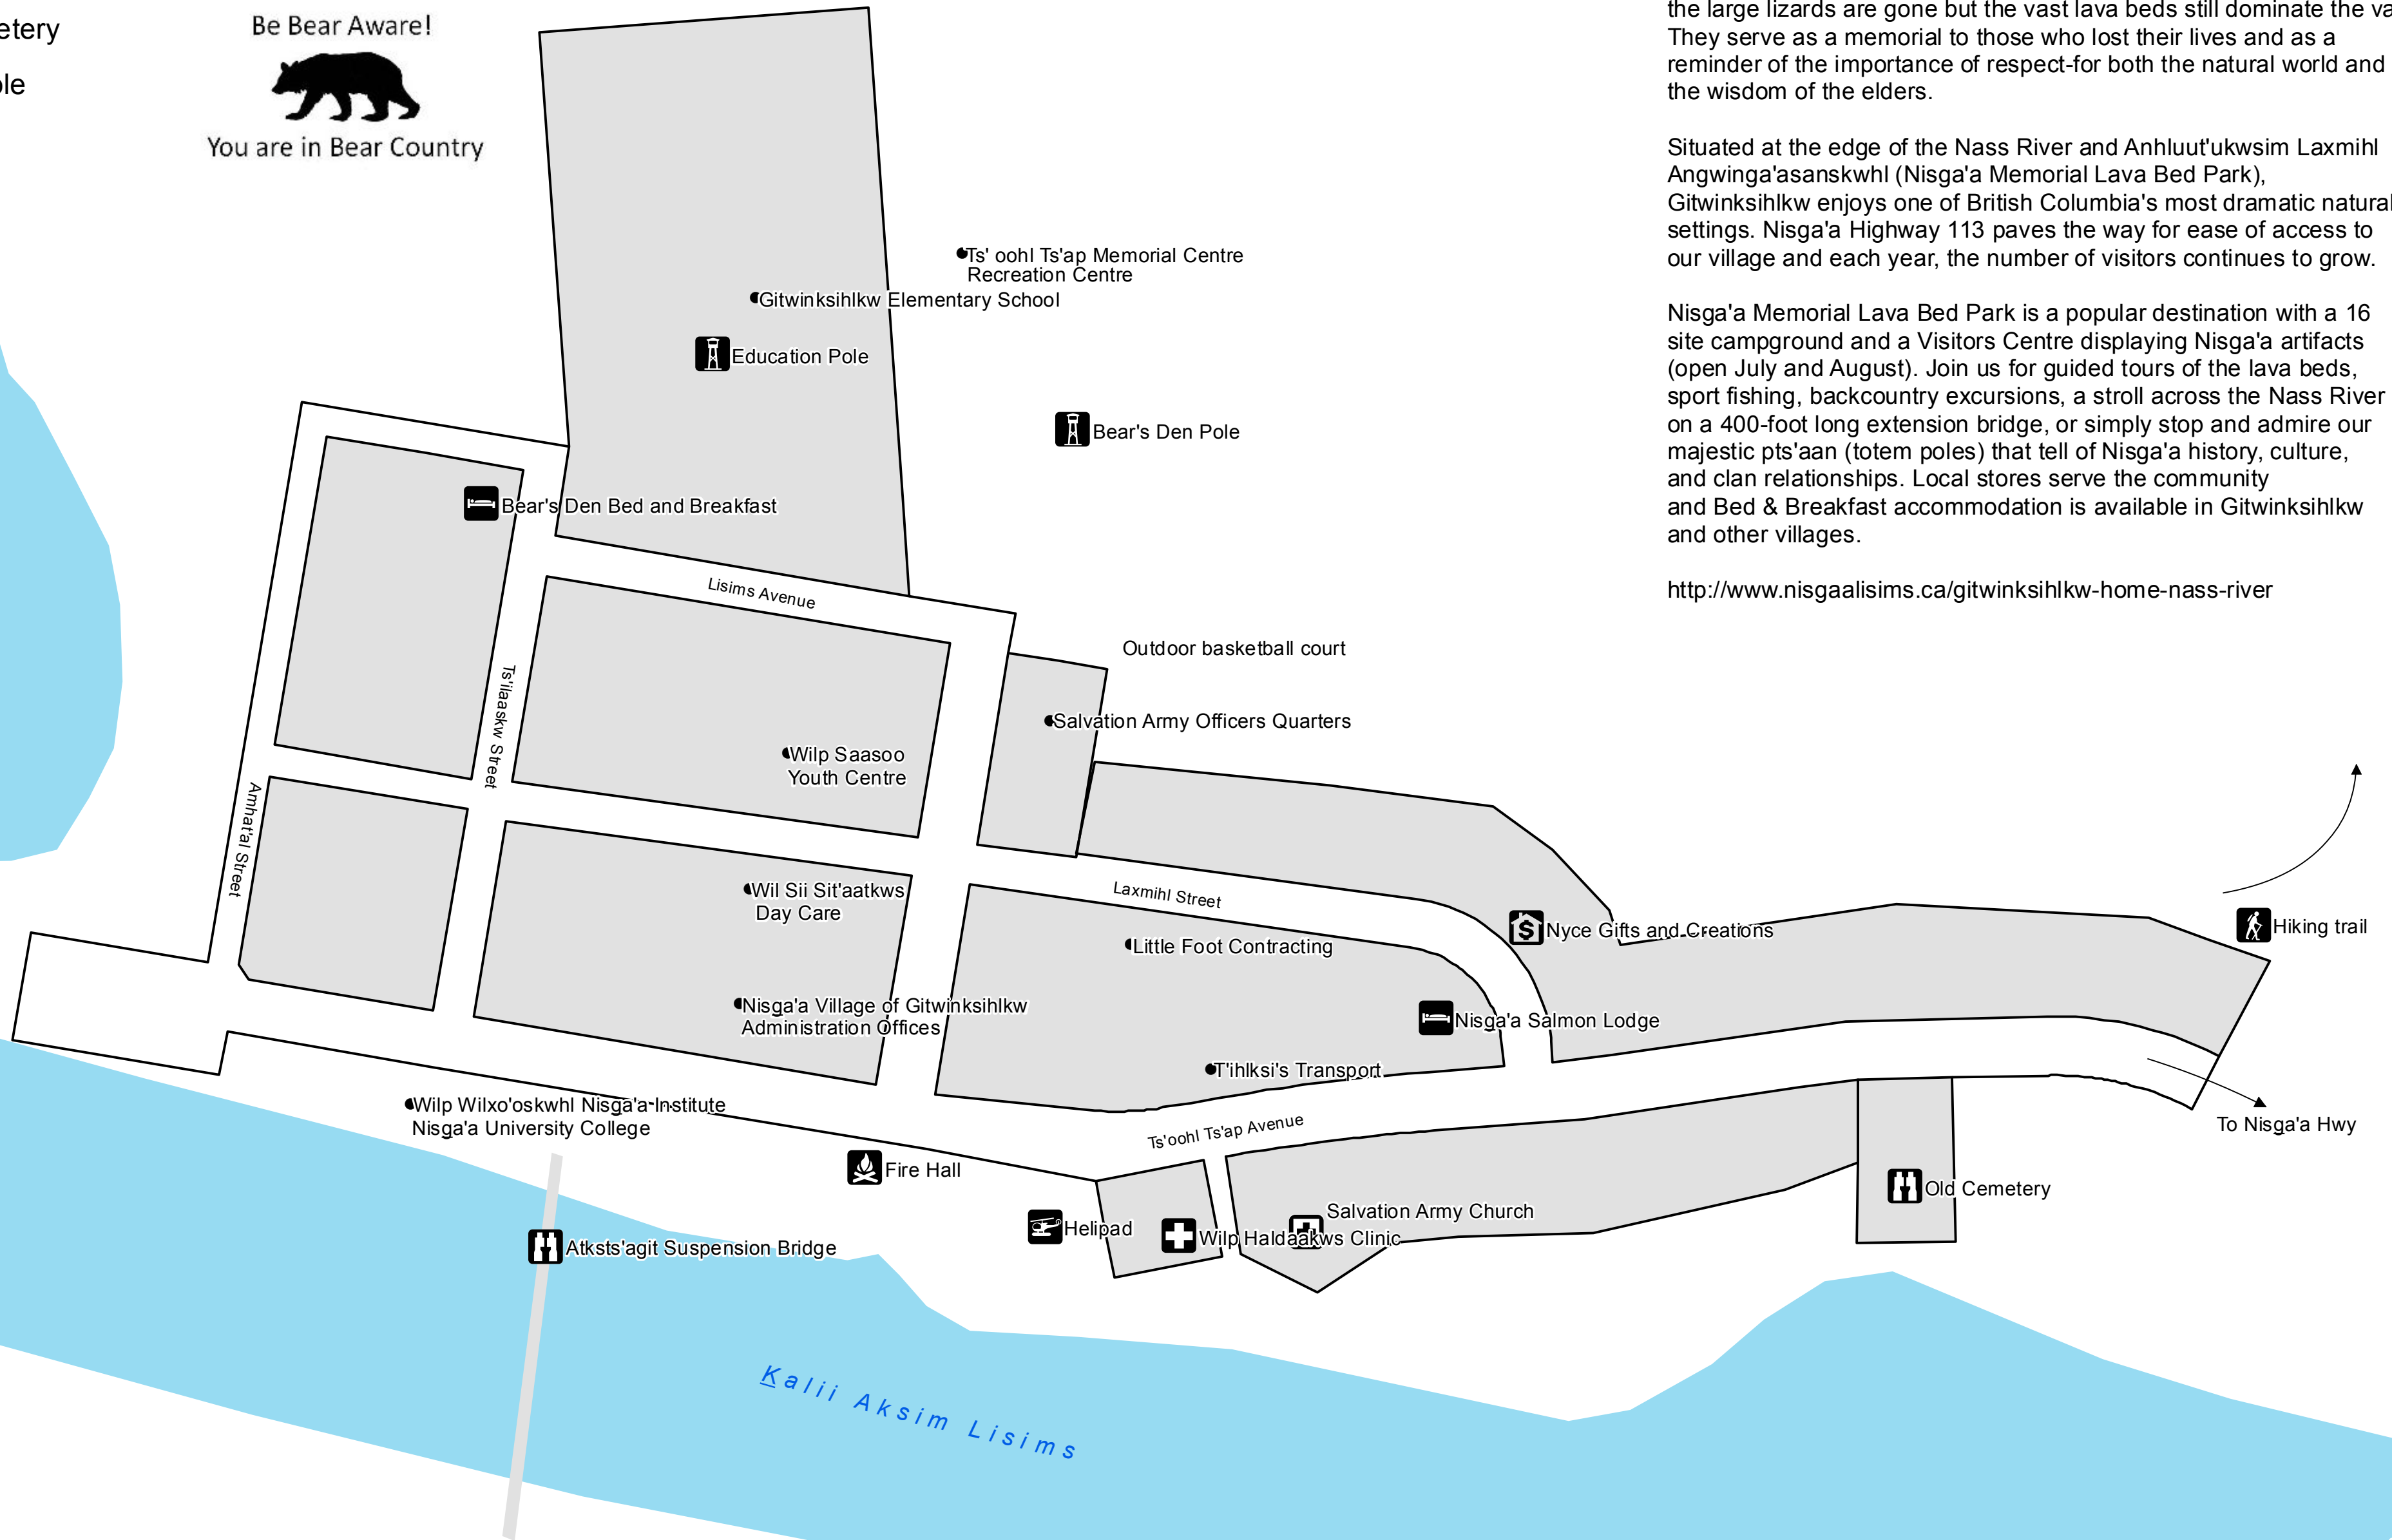 etery
ole
Be Bear Aware!
You are in Bear Country
the large lizards are gone but the vast lava beds still dominate the va
They serve as a memorial to those who lost their lives and as a
reminder of the importance of respect-for both the natural world and
the wisdom of the elders.
Situated at the edge of the Nass River and Anhluut'ukwsim Laxmihl
Angwinga'asanskwhl (Nisga'a Memorial Lava Bed Park),
Gitwinksihlkw enjoys one of British Columbia's most dramatic natural
settings. Nisga'a Highway 113 paves the way for ease of access to
our village and each year, the number of visitors continues to grow.
Nisga'a Memorial Lava Bed Park is a popular destination with a 16
site campground and a Visitors Centre displaying Nisga'a artifacts
(open July and August). Join us for guided tours of the lava beds,
sport fishing, backcountry excursions, a stroll across the Nass River
on a 400-foot long extension bridge, or simply stop and admire our
majestic pts'aan (totem poles) that tell of Nisga'a history, culture,
and clan relationships. Local stores serve the community
and Bed & Breakfast accommodation is available in Gitwinksihlkw
and other villages.
http://www.nisgaalisims.ca/gitwinksihlkw-home-nass-river
Ts' oohl Ts'ap Memorial Centre
Recreation Centre
Gitwinksihlkw Elementary School
Education Pole
Bear's Den Pole
Bear's Den Bed and Breakfast
Lisims Avenue
Outdoor basketball court
Ts'ilaaskw Street
Salvation Army Officers Quarters
Wilp Saasoo
Youth Centre
Amhat'al Street
Wil Sii Sit'aatkws
Day Care
Laxmihl Street
Little Foot Contracting
Nyce Gifts and Creations
Hiking trail
Nisga'a Village of Gitwinksihlkw
Administration Offices
Nisga'a Salmon Lodge
T'ihlksi's Transport
Wilp Wilxo'oskwhl Nisga'a Institute
Nisga'a University College
Ts'oohl Ts'ap Avenue
To Nisga'a Hwy
Fire Hall
Old Cemetery
Salvation Army Church
Helipad
Wilp Haldaakws Clinic
Atksts'agit Suspension Bridge
K̲alii Aksim Lisims